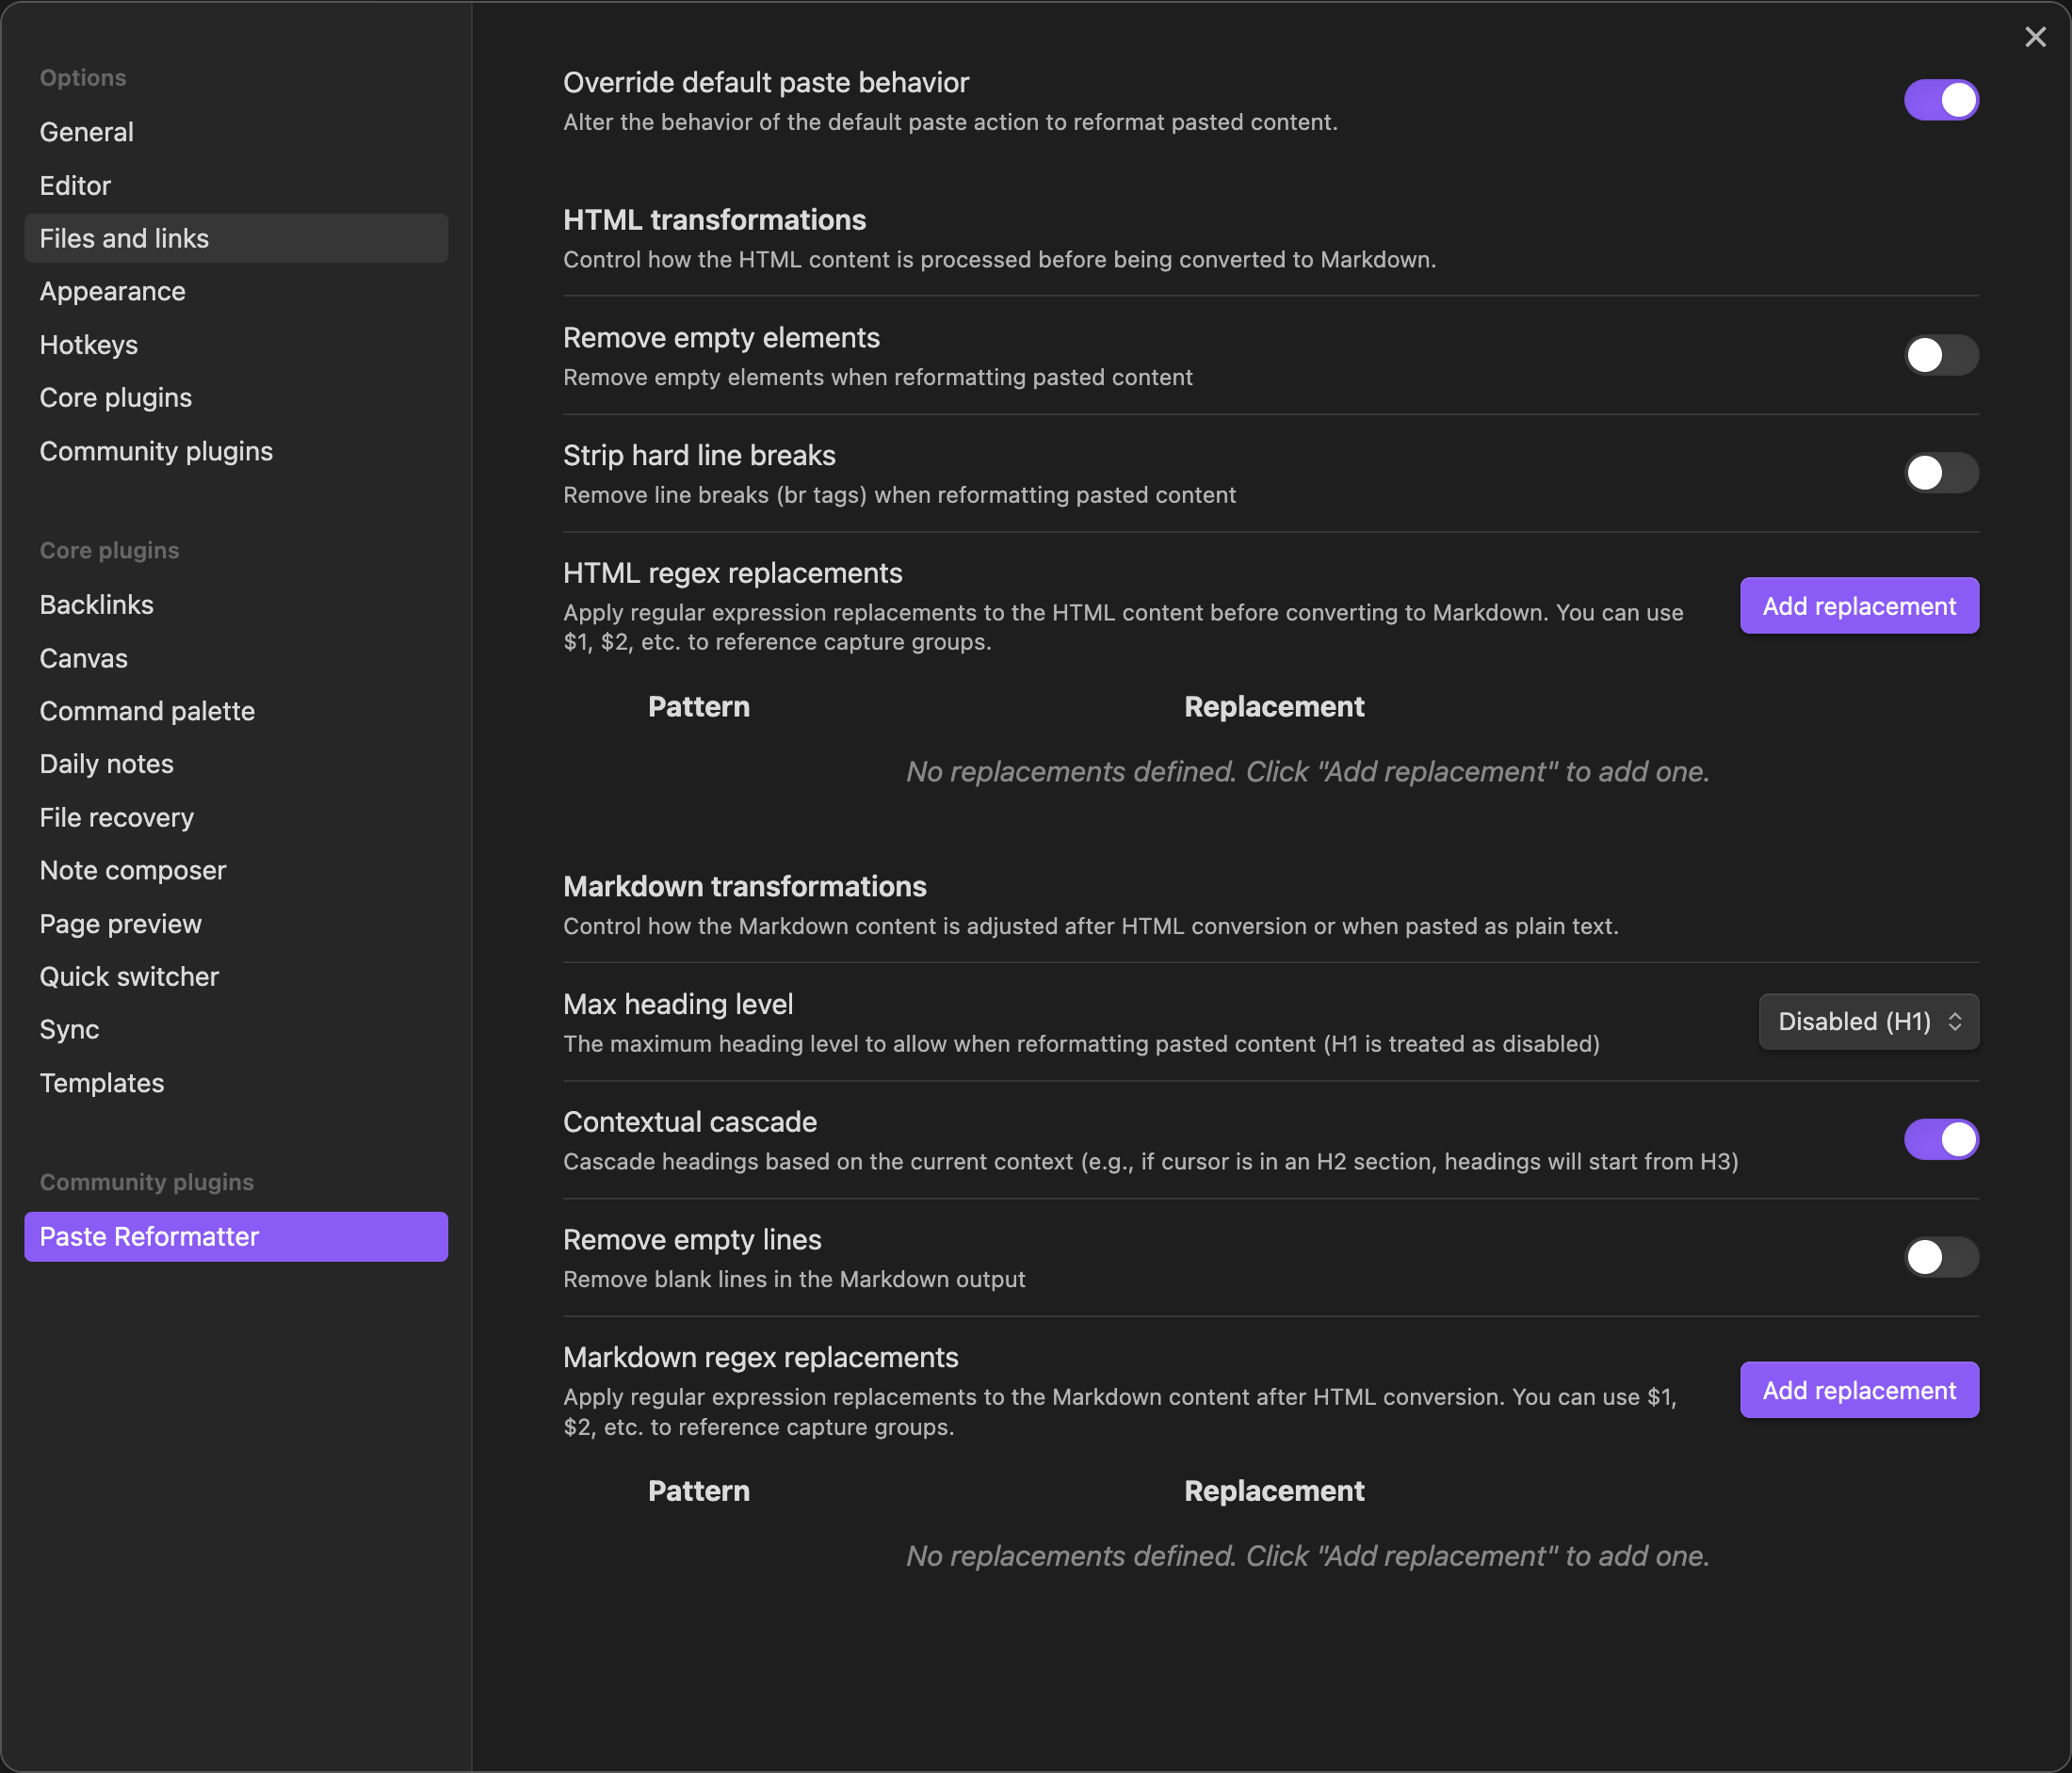 Options
General
Editor
Files and links
Appearance
Hotkeys
Core plugins
Community plugins
Core plugins
Backlinks
Canvas
Command palette
Daily notes
File recovery
Note composer
Page preview
Quick switcher
Sync
Templates
Community plugins
Paste Reformatter
Override default paste behavior
Alter the behavior of the default paste action to reformat pasted content.
HTML transformations
Control how the HTML content is processed before being converted to Markdown.
Remove empty elements
Remove empty elements when reformatting pasted content
Strip hard line breaks
Remove line breaks (br tags) when reformatting pasted content
HTML regex replacements
Apply regular expression replacements to the HTML content before converting to Markdown. You can use
$1, $2, etc. to reference capture groups.
Add replacement
Pattern Replacement
No replacements defined. Click "Add replacement" to add one.
Markdown transformations
Control how the Markdown content is adjusted after HTML conversion or when pasted as plain text.
Max heading level
The maximum heading level to allow when reformatting pasted content (H1 is treated as disabled)
Disabled (H1)
Contextual cascade
Cascade headings based on the current context (e.g., if cursor is in an H2 section, headings will start from H3)
Remove empty lines
Remove blank lines in the Markdown output
Markdown regex replacements
Apply regular expression replacements to the Markdown content after HTML conversion. You can use $1,
$2, etc. to reference capture groups.
Add replacement
Pattern Replacement
No replacements defined. Click "Add replacement" to add one.